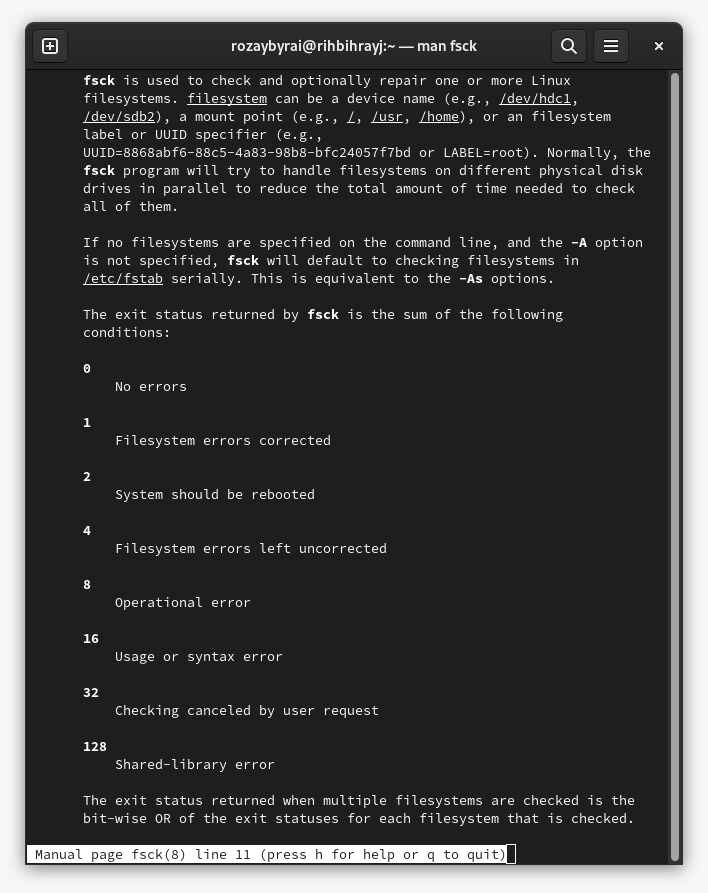 rozaybyrai@rihbihrayj:~ — man fsck
fsck is used to check and optionally repair one or more Linux
filesystems. filesystem can be a device name (e.g., /dev/hdc1,
/dev/sdb2), a mount point (e.g., /, /usr, /home), or an filesystem
label or UUID specifier (e.g.,
UUID=8868abf6-88c5-4a83-98b8-bfc24057f7bd or LABEL=root). Normally, the
fsck program will try to handle filesystems on different physical disk
drives in parallel to reduce the total amount of time needed to check
all of them.
If no filesystems are specified on the command line, and the -A option
is not specified, fsck will default to checking filesystems in
/etc/fstab serially. This is equivalent to the -As options.
The exit status returned by fsck is the sum of the following
conditions:
0
No errors
1
Filesystem errors corrected
2
System should be rebooted
4
Filesystem errors left uncorrected
8
Operational error
16
Usage or syntax error
32
Checking canceled by user request
128
Shared-library error
The exit status returned when multiple filesystems are checked is the
bit-wise OR of the exit statuses for each filesystem that is checked.
Manual page fsck(8) line 11 (press h for help or q to quit)